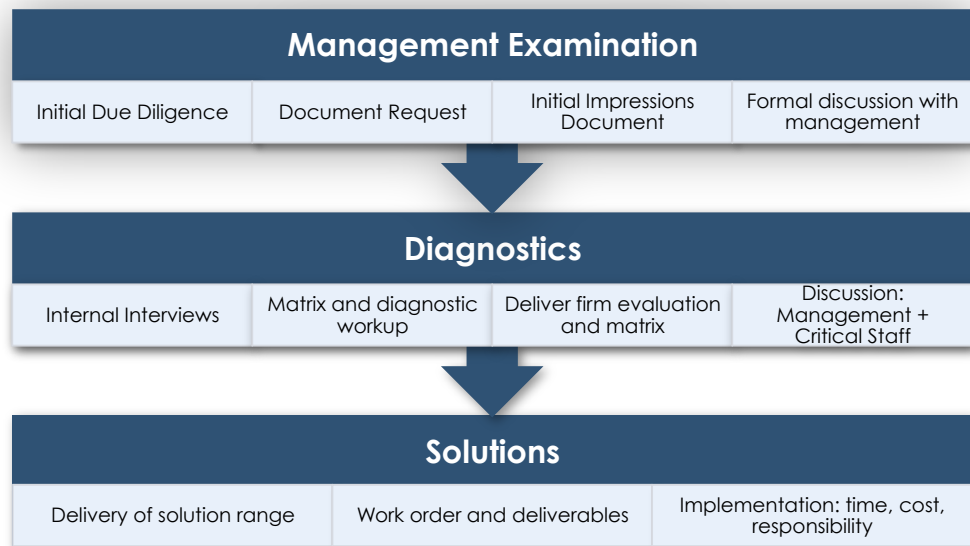 Management Examination
Initial Due Diligence
Document Request
Initial Impressions
Document
Formal discussion with
management
Diagnostics
Internal Interviews
Matrix and diagnostic
workup
Deliver firm evaluation
and matrix
Discussion:
Management +
Critical Staff
Solutions
Delivery of solution range
Work order and deliverables
Implementation: time, cost,
responsibility